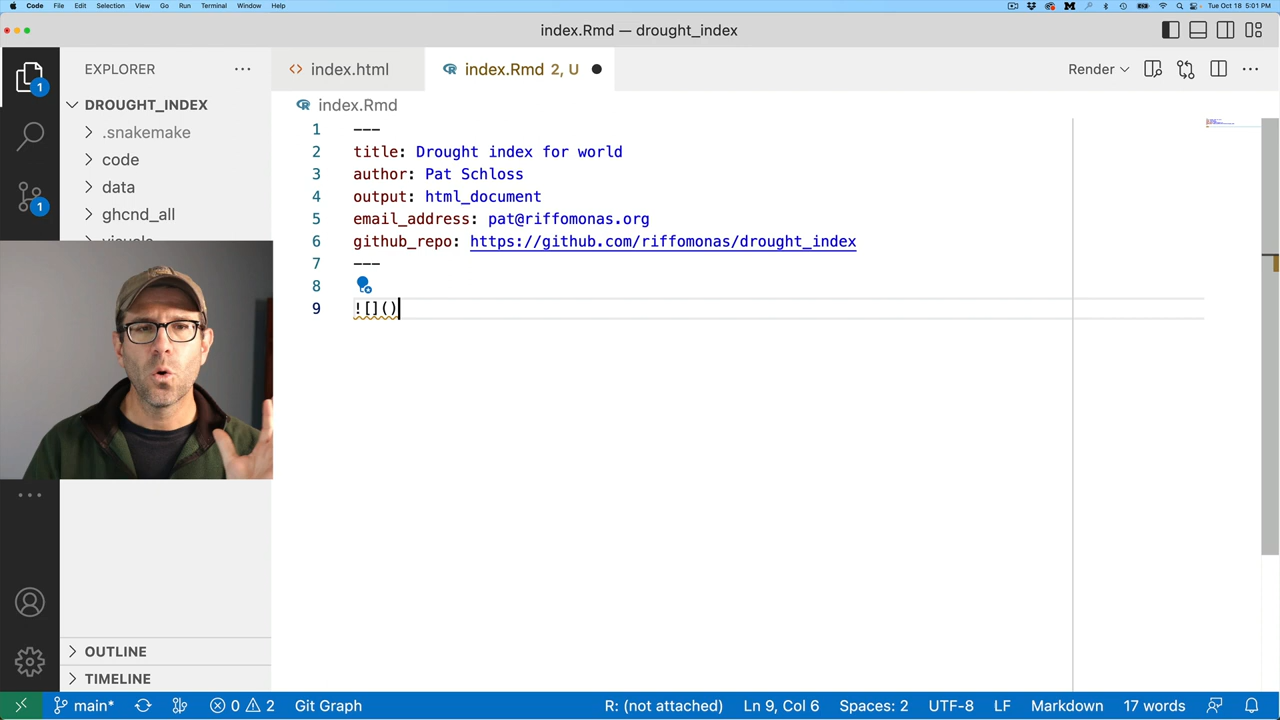 Code File Edit Selection View Go Run Terminal Window Help Tue Oct 18 5:01 PM
index.Rmd — drought_index
1 EXPLORER ··· index.html index.Rmd 2, U Render ···
DROUGHT_INDEX index.Rmd
.snakemake
code
data
ghcnd_all
1
1 ---
2 title: Drought index for world
3 author: Pat Schloss
4 output: html_document
5 email_address: pat@riffomonas.org
6 github_repo: https://github.com/riffomonas/drought_index
7 ---
8
9 ![]()
OUTLINE
TIMELINE
main* 0 2 Git Graph R: (not attached) Ln 9, Col 6 Spaces: 2 UTF-8 LF Markdown 17 words